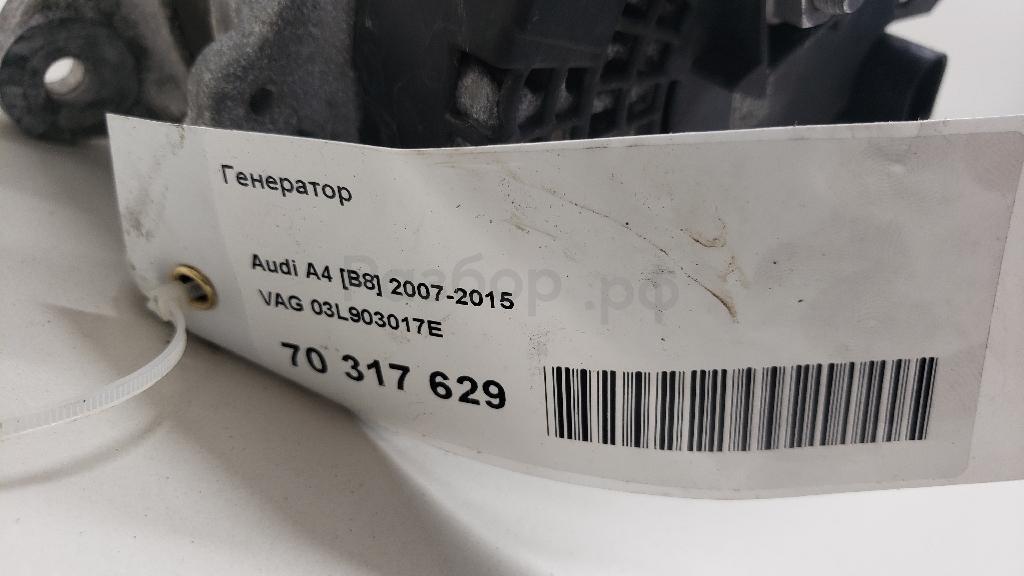 Генератор
Audi A4 [B8] 2007-2015
VAG 03L903017E
70 317 629
Разбор.рф